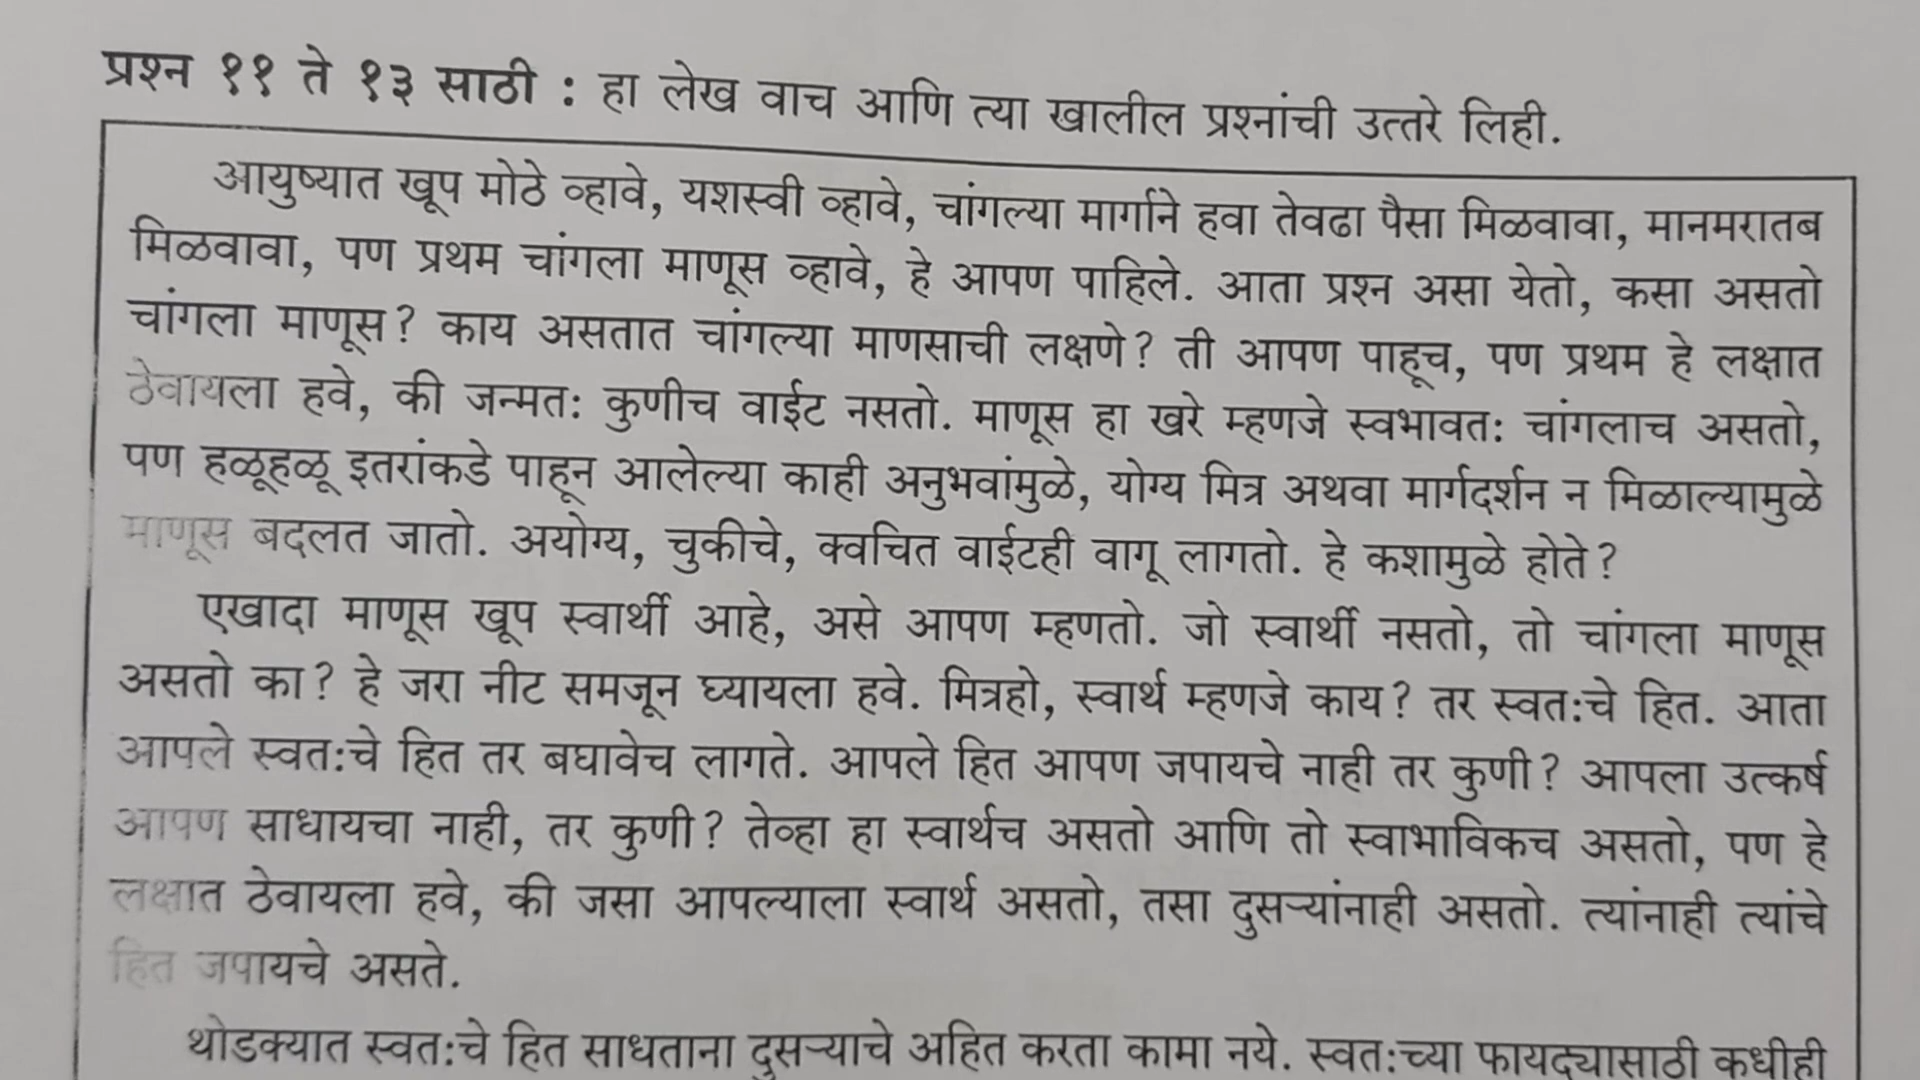 प्रश्न ११ ते १३ साठी : हा लेख वाच आणि त्या खालील प्रश्नांची उत्तरे लिही.
आयुष्यात खूप मोठे व्हावे, यशस्वी व्हावे, चांगल्या मार्गाने हवा तेवढा पैसा मिळवावा, मानमरातब
मिळवावा, पण प्रथम चांगला माणूस व्हावे, हे आपण पाहिले. आता प्रश्न असा येतो, कसा असतो
चांगला माणूस? काय असतात चांगल्या माणसाची लक्षणे? ती आपण पाहूच, पण प्रथम हे लक्षात
ठेवायला हवे, की जन्मत: कुणीच वाईट नसतो. माणूस हा खरे म्हणजे स्वभावत: चांगलाच असतो,
पण हळूहळू इतरांकडे पाहून आलेल्या काही अनुभवांमुळे, योग्य मित्र अथवा मार्गदर्शन न मिळाल्यामुळे
माणूस बदलत जातो. अयोग्य, चुकीचे, क्वचित वाईटही वागू लागतो. हे कशामुळे होते?
एखादा माणूस खूप स्वार्थी आहे, असे आपण म्हणतो. जो स्वार्थी नसतो, तो चांगला माणूस
असतो का? हे जरा नीट समजून घ्यायला हवे. मित्रहो, स्वार्थ म्हणजे काय? तर स्वत:चे हित. आता
आपले स्वत:चे हित तर बघावेच लागते. आपले हित आपण जपायचे नाही तर कुणी? आपला उत्कर्ष
आपण साधायचा नाही, तर कुणी? तेव्हा हा स्वार्थच असतो आणि तो स्वाभाविकच असतो, पण हे
लक्षात ठेवायला हवे, की जसा आपल्याला स्वार्थ असतो, तसा दुसऱ्यांनाही असतो. त्यांनाही त्यांचे
हित जपायचे असते.
थोडक्यात स्वत:चे हित साधताना दुसऱ्याचे अहित करता कामा नये. स्वत:च्या फायद्यासाठी कधीही